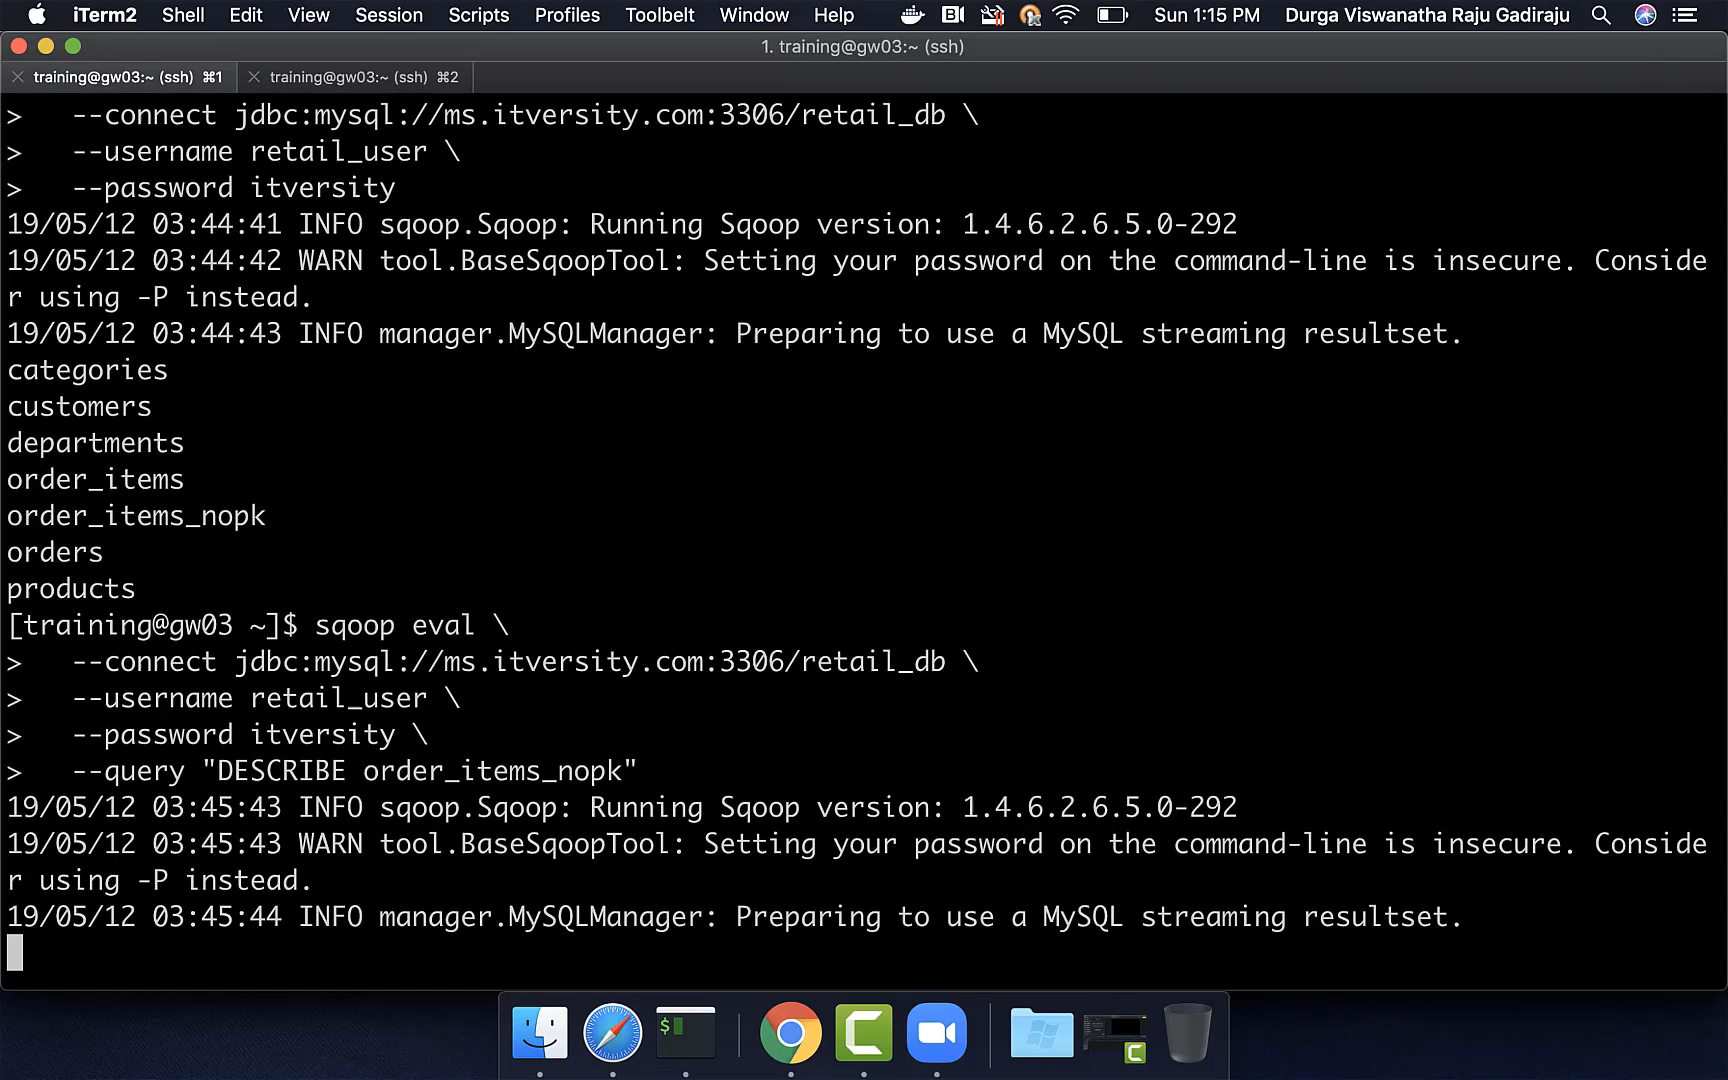 iTerm2 Shell Edit View Session Scripts Profiles Toolbelt Window Help Sun 1:15 PM Durga Viswanatha Raju Gadiraju
1. training@gw03:~ (ssh)
training@gw03:~ (ssh) ⌘1 training@gw03:~ (ssh) ⌘2
>   --connect jdbc:mysql://ms.itversity.com:3306/retail_db \
>   --username retail_user \
>   --password itversity
19/05/12 03:44:41 INFO sqoop.Sqoop: Running Sqoop version: 1.4.6.2.6.5.0-292
19/05/12 03:44:42 WARN tool.BaseSqoopTool: Setting your password on the command-line is insecure. Conside
r using -P instead.
19/05/12 03:44:43 INFO manager.MySQLManager: Preparing to use a MySQL streaming resultset.
categories
customers
departments
order_items
order_items_nopk
orders
products
[training@gw03 ~]$ sqoop eval \
>   --connect jdbc:mysql://ms.itversity.com:3306/retail_db \
>   --username retail_user \
>   --password itversity \
>   --query "DESCRIBE order_items_nopk"
19/05/12 03:45:43 INFO sqoop.Sqoop: Running Sqoop version: 1.4.6.2.6.5.0-292
19/05/12 03:45:43 WARN tool.BaseSqoopTool: Setting your password on the command-line is insecure. Conside
r using -P instead.
19/05/12 03:45:44 INFO manager.MySQLManager: Preparing to use a MySQL streaming resultset.